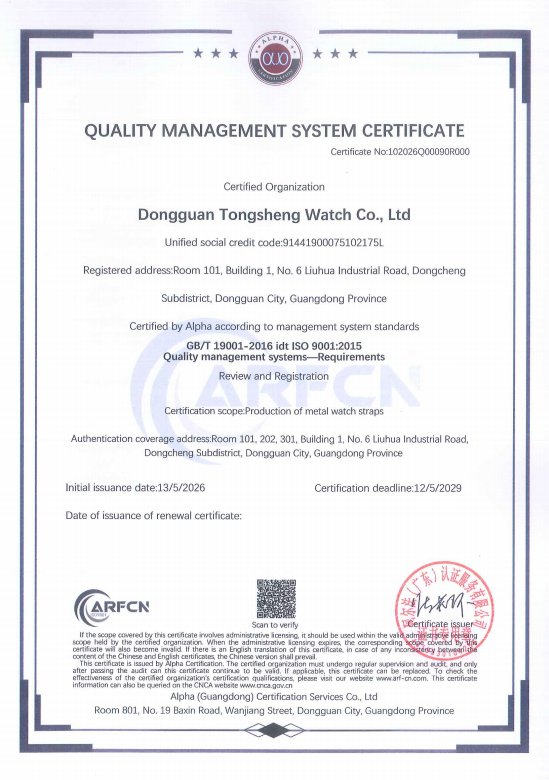 ALPHA
CERTIFICATION
QUALITY MANAGEMENT SYSTEM CERTIFICATE
Certificate No:102026Q00090R000
Certified Organization
Dongguan Tongsheng Watch Co., Ltd
Unified social credit code:91441900075102175L
Registered address:Room 101, Building 1, No. 6 Liuhua Industrial Road, Dongcheng
Subdistrict, Dongguan City, Guangdong Province
Certified by Alpha according to management system standards
GB/T 19001-2016 idt ISO 9001:2015
Quality management systems—Requirements
Review and Registration
ARFCN
Certification scope:Production of metal watch straps
Authentication coverage address:Room 101, 202, 301, Building 1, No. 6 Liuhua Industrial Road,
Dongcheng Subdistrict, Dongguan City, Guangdong Province
Initial issuance date:13/5/2026
Certification deadline:12/5/2029
Date of issuance of renewal certificate:
ARFCN
Scan to verify
(广东)认证服务有限公司
Certificate issuer
If the scope covered by this certificate involves administrative licensing, it should be used within the valid administrative licensing
scope held by the certified organization. When the administrative licensing expires, the corresponding scope covered by this
certificate will also become invalid. If there is an English translation of this certificate, in case of any inconsistency between the
content of the Chinese and English certificates, the Chinese version shall prevail.
This certificate is issued by Alpha Certification. The certified organization must undergo regular supervision and audit, and only
after passing the audit can this certificate continue to be valid. If applicable, this certificate can be replaced. To check the
effectiveness of the certified organization's certification qualifications, please visit our website www.arf-cn.com. This certificate
information can also be queried on the CNCA website www.cnca.gov.cn
Alpha (Guangdong) Certification Services Co., Ltd
Room 801, No. 19 Baxin Road, Wanjiang Street, Dongguan City, Guangdong Province